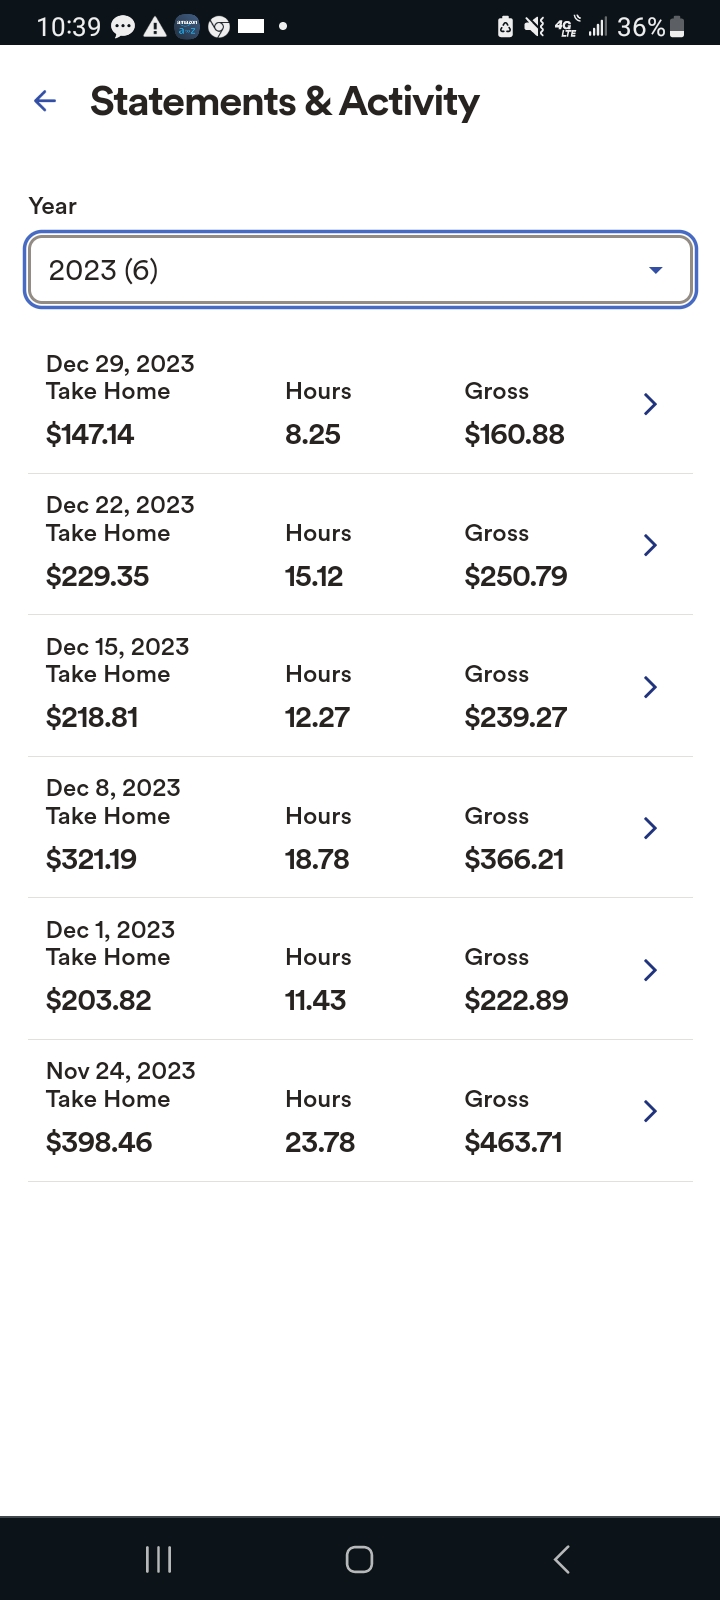 10:39 amazon a to z 4G LTE 36%
Statements & Activity
Year
2023 (6)
Dec 29, 2023
Take Home Hours Gross
$147.14 8.25 $160.88
Dec 22, 2023
Take Home Hours Gross
$229.35 15.12 $250.79
Dec 15, 2023
Take Home Hours Gross
$218.81 12.27 $239.27
Dec 8, 2023
Take Home Hours Gross
$321.19 18.78 $366.21
Dec 1, 2023
Take Home Hours Gross
$203.82 11.43 $222.89
Nov 24, 2023
Take Home Hours Gross
$398.46 23.78 $463.71